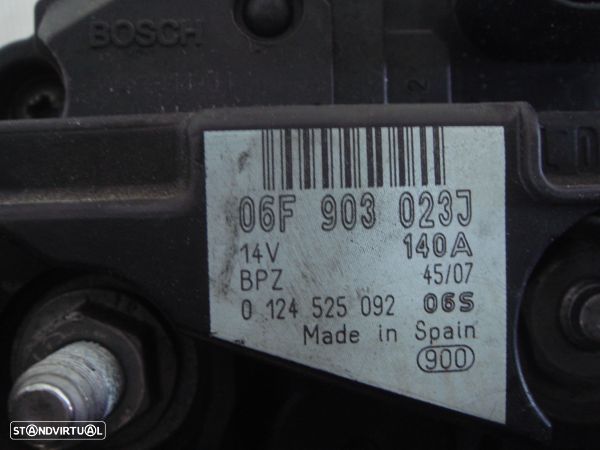 BOSCH
2
06F 903 023J
14V 140A
BPZ 45/07
0 124 525 092 06S
Made in Spain
900
STANDVIRTUAL